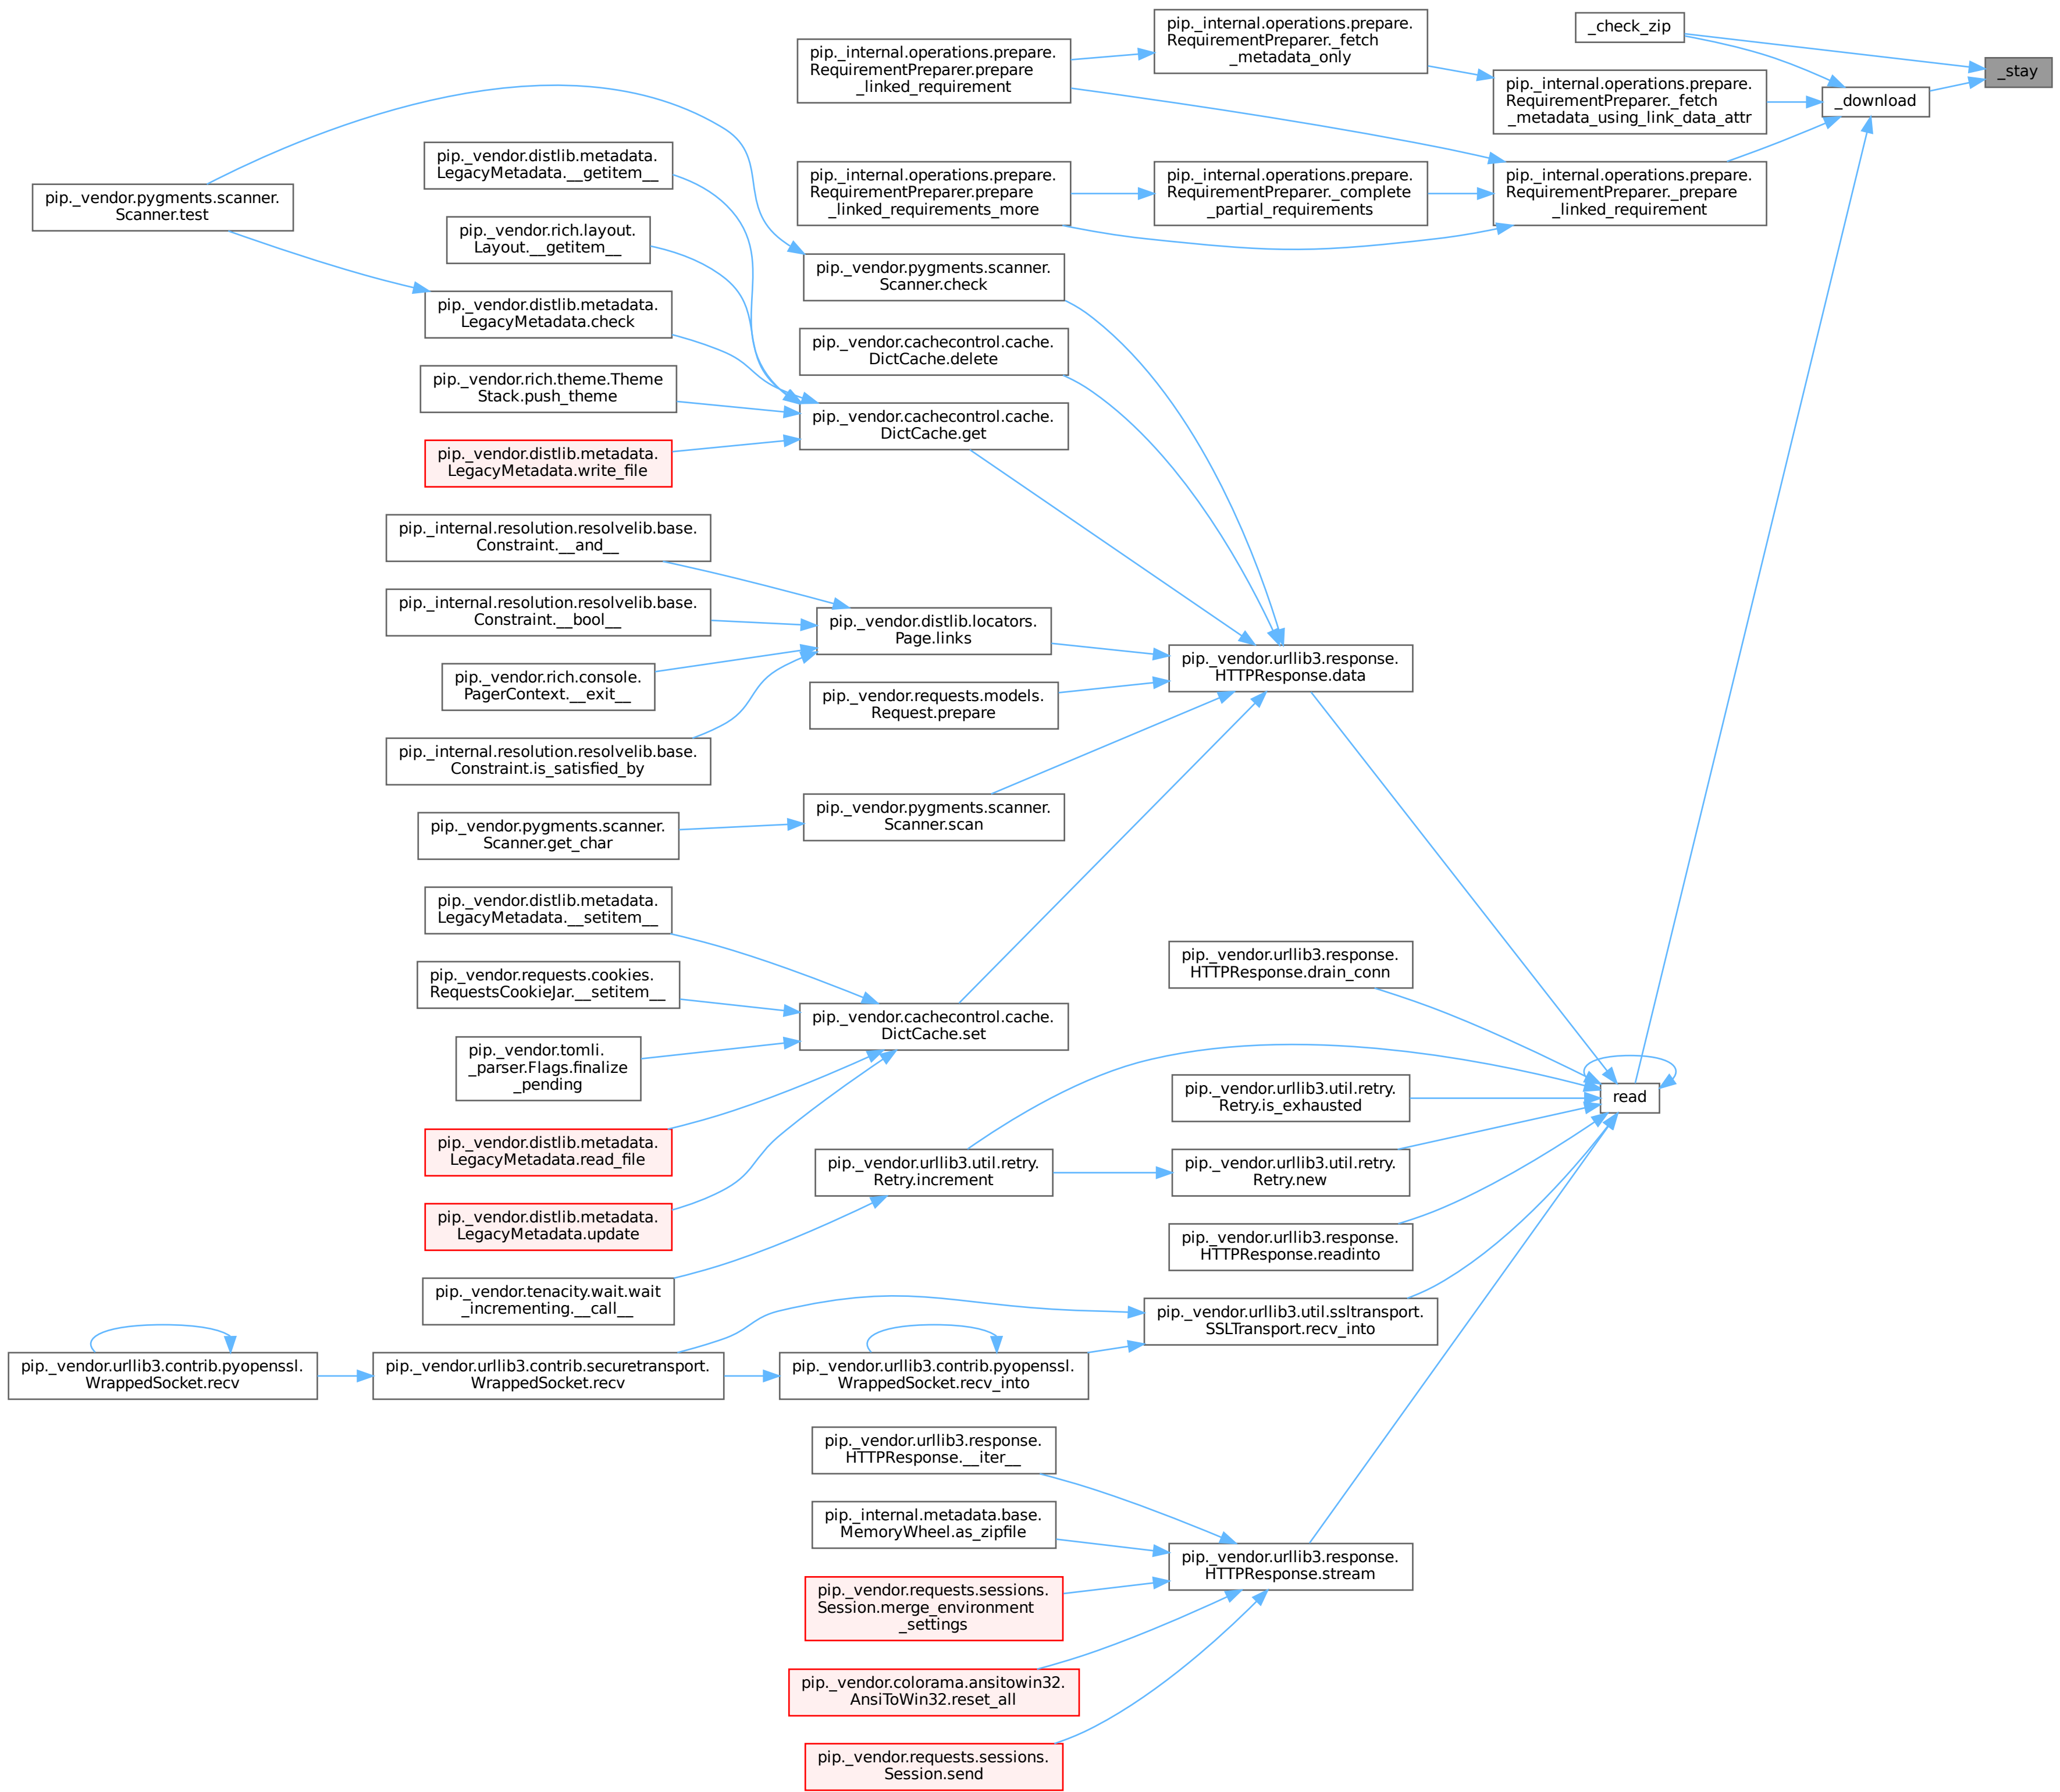 _check_zip
_stay
_download
pip._internal.operations.prepare.
RequirementPreparer._fetch
_metadata_only
pip._internal.operations.prepare.
RequirementPreparer.prepare
_linked_requirement
pip._internal.operations.prepare.
RequirementPreparer._fetch
_metadata_using_link_data_attr
pip._internal.operations.prepare.
RequirementPreparer.prepare
_linked_requirements_more
pip._internal.operations.prepare.
RequirementPreparer._complete
_partial_requirements
pip._internal.operations.prepare.
RequirementPreparer._prepare
_linked_requirement
pip._vendor.pygments.scanner.
Scanner.test
pip._vendor.distlib.metadata.
LegacyMetadata.__getitem__
pip._vendor.rich.layout.
Layout.__getitem__
pip._vendor.distlib.metadata.
LegacyMetadata.check
pip._vendor.rich.theme.Theme
Stack.push_theme
pip._vendor.distlib.metadata.
LegacyMetadata.write_file
pip._vendor.pygments.scanner.
Scanner.check
pip._vendor.cachecontrol.cache.
DictCache.delete
pip._vendor.cachecontrol.cache.
DictCache.get
pip._internal.resolution.resolvelib.base.
Constraint.__and__
pip._internal.resolution.resolvelib.base.
Constraint.__bool__
pip._vendor.rich.console.
PagerContext.__exit__
pip._internal.resolution.resolvelib.base.
Constraint.is_satisfied_by
pip._vendor.distlib.locators.
Page.links
pip._vendor.requests.models.
Request.prepare
pip._vendor.urllib3.response.
HTTPResponse.data
pip._vendor.pygments.scanner.
Scanner.get_char
pip._vendor.pygments.scanner.
Scanner.scan
pip._vendor.distlib.metadata.
LegacyMetadata.__setitem__
pip._vendor.requests.cookies.
RequestsCookieJar.__setitem__
pip._vendor.tomli.
_parser.Flags.finalize
_pending
pip._vendor.distlib.metadata.
LegacyMetadata.read_file
pip._vendor.distlib.metadata.
LegacyMetadata.update
pip._vendor.cachecontrol.cache.
DictCache.set
pip._vendor.urllib3.response.
HTTPResponse.drain_conn
pip._vendor.urllib3.util.retry.
Retry.is_exhausted
read
pip._vendor.urllib3.util.retry.
Retry.increment
pip._vendor.urllib3.util.retry.
Retry.new
pip._vendor.urllib3.response.
HTTPResponse.readinto
pip._vendor.tenacity.wait.wait
_incrementing.__call__
pip._vendor.urllib3.util.ssltransport.
SSLTransport.recv_into
pip._vendor.urllib3.contrib.pyopenssl.
WrappedSocket.recv
pip._vendor.urllib3.contrib.securetransport.
WrappedSocket.recv
pip._vendor.urllib3.contrib.pyopenssl.
WrappedSocket.recv_into
pip._vendor.urllib3.response.
HTTPResponse.__iter__
pip._internal.metadata.base.
MemoryWheel.as_zipfile
pip._vendor.urllib3.response.
HTTPResponse.stream
pip._vendor.requests.sessions.
Session.merge_environment
_settings
pip._vendor.colorama.ansitowin32.
AnsiToWin32.reset_all
pip._vendor.requests.sessions.
Session.send